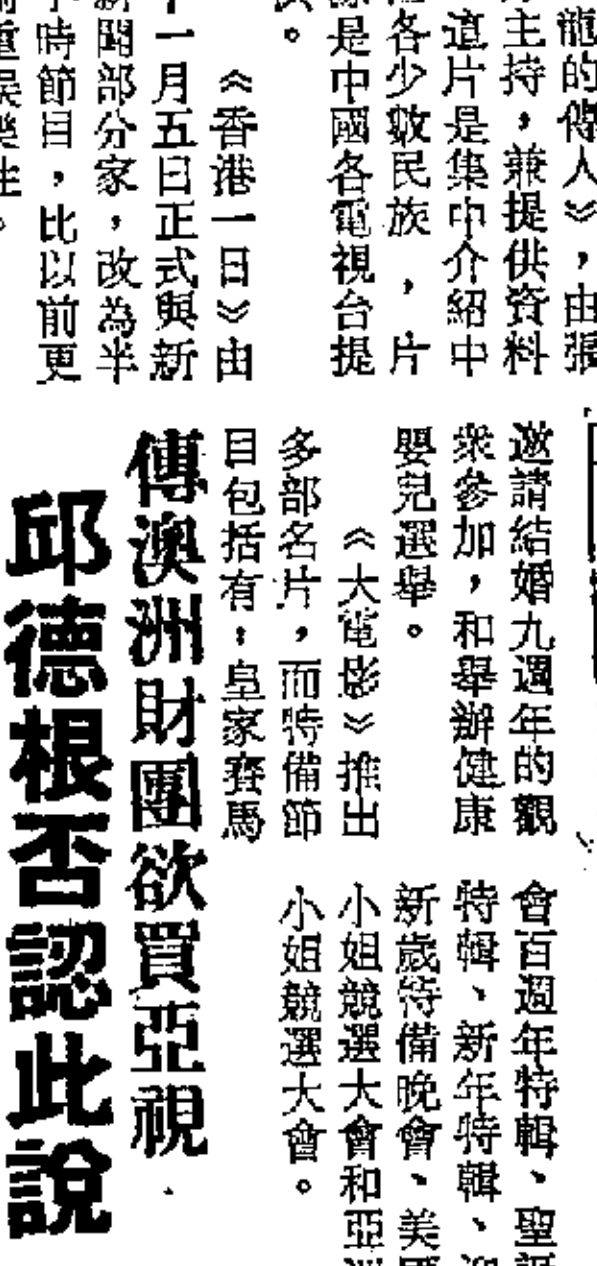 龍的傳人》，由張
主持，兼提供資料
這片是集中介紹中
各少數民族，片
是中國各電視台提
。
《香港一日》由
一月五日正式與新
聞部分家，改為半
時節目，比以前更
重娛樂性。
邀請結婚九週年的觀
眾參加，和舉辦健康
嬰兒選舉。
《大電影》推出
多部名片，而特備節
目包括有：皇家賽馬
會百週年特輯、聖誕
特輯、新年特輯、迎
新歲特備晚會、美國
小姐競選大會和亞洲
小姐競選大會。
傳澳洲財團欲買亞視
邱德根否認此說